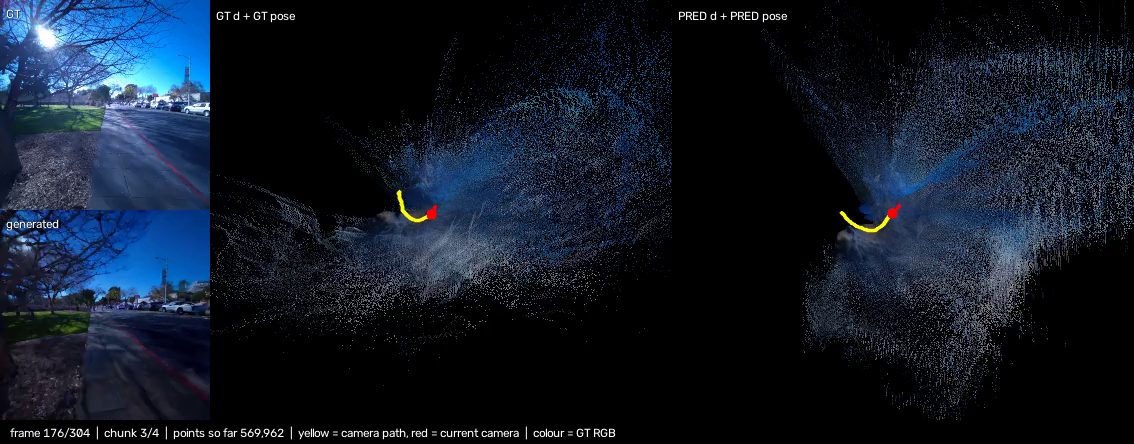 GT
GT d + GT pose
PRED d + PRED pose
generated
frame 176/304 | chunk 3/4 | points so far 569,962 | yellow = camera path, red = current camera | colour = GT RGB